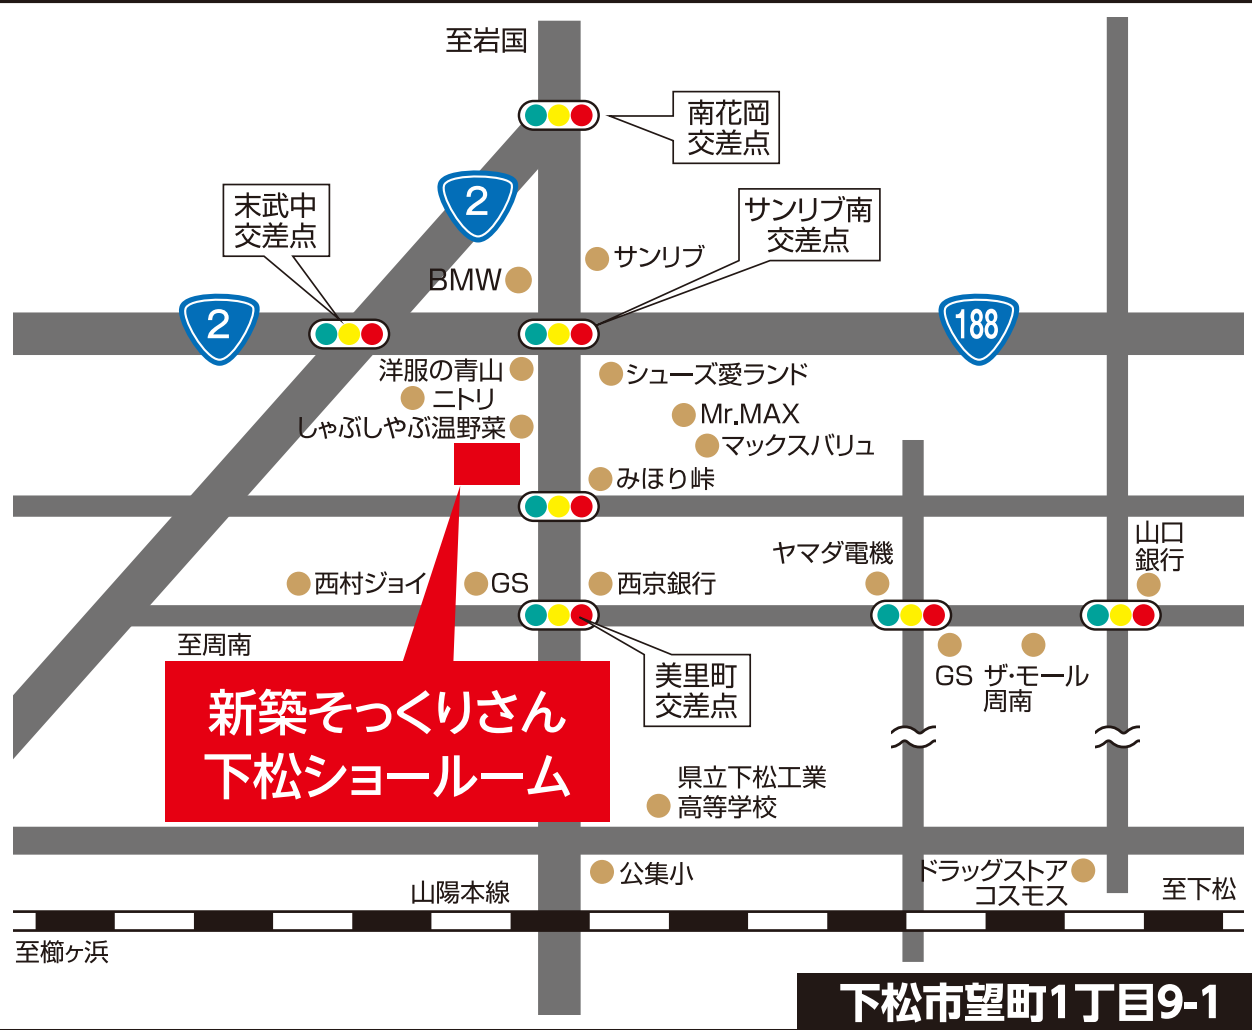 至岩国
南花岡
交差点
2
末武中
交差点
サンリブ南
交差点
サンリブ
BMW
2
188
洋服の青山
シューズ愛ランド
ニトリ
Mr.MAX
しゃぶしやぶ温野菜
マックスバリュ
みほり峠
山口
銀行
ヤマダ電機
西村ジョイ
GS
西京銀行
至周南
美里町
交差点
GS
ザ・モール
周南
新築そっくりさん
下松ショールーム
県立下松工業
高等学校
公集小
ドラッグストア
コスモス
山陽本線
至下松
至櫛ヶ浜
下松市望町1丁目9-1